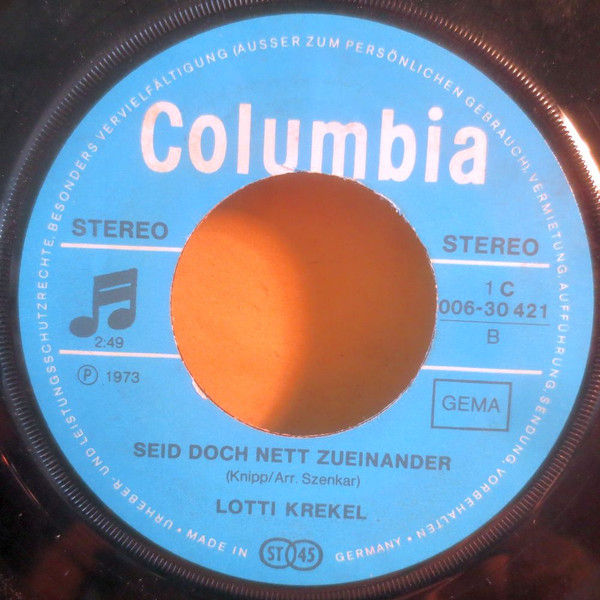 URHEBER- UND LEISTUNGSSCHUTZRECHTE, BESONDERS VERVIELFÄLTIGUNG (AUSSER ZUM PERSÖNLICHEN GEBRAUCH), VERMIETUNG, AUFFÜHRUNG, SENDUNG, VORBEHALTEN
Columbia
STEREO
STEREO
1 C
006-30 421
B
2:49
Ⓟ 1973
GEMA
SEID DOCH NETT ZUEINANDER
(Knipp/Arr. Szenkar)
LOTTI KREKEL
• MADE IN GERMANY •
ST 45